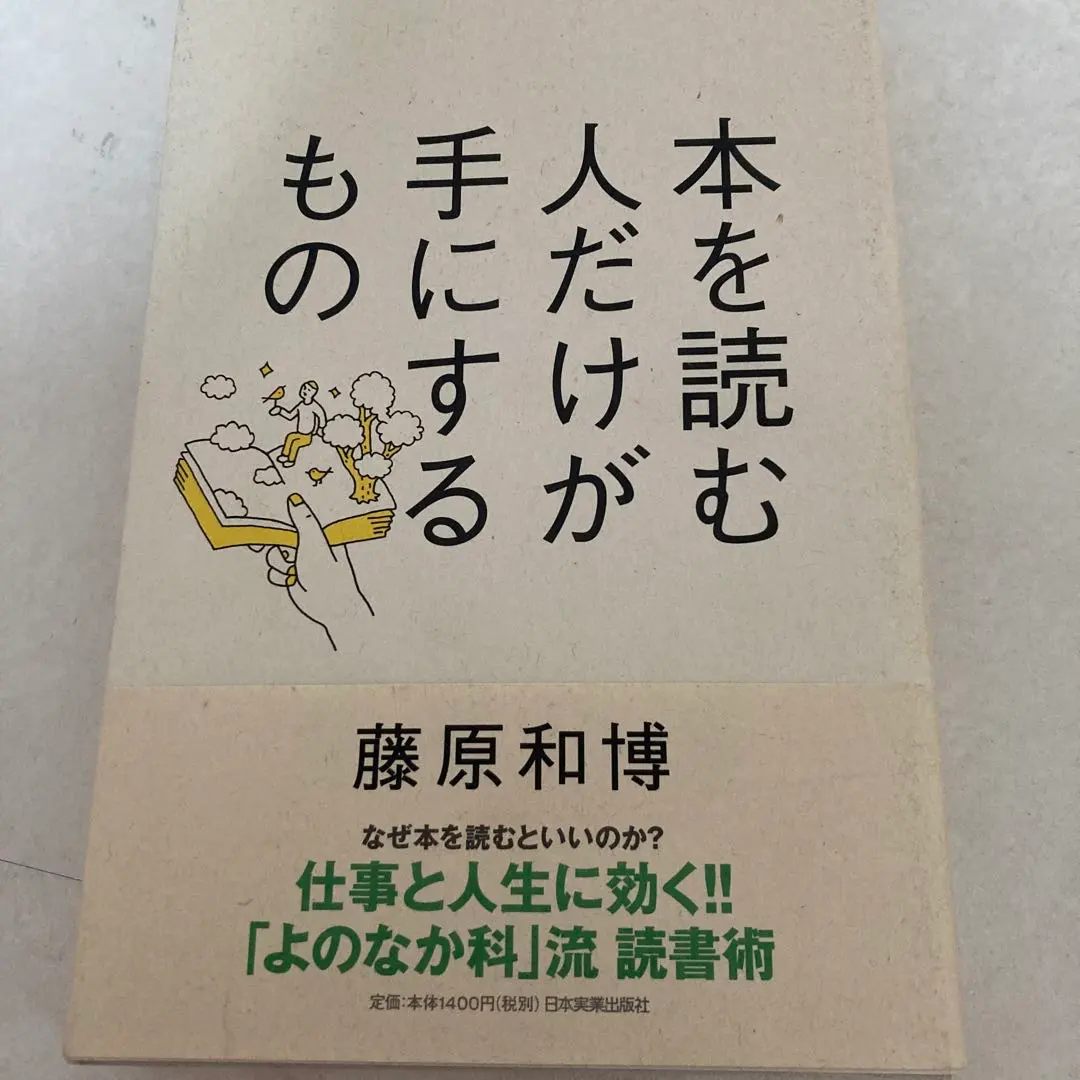 本を読む
人だけが
手にする
もの
藤原和博
なぜ本を読むといいのか?
仕事と人生に効く!!
「よのなか科」流 読書術
定価:本体1400円(税別) 日本実業出版社